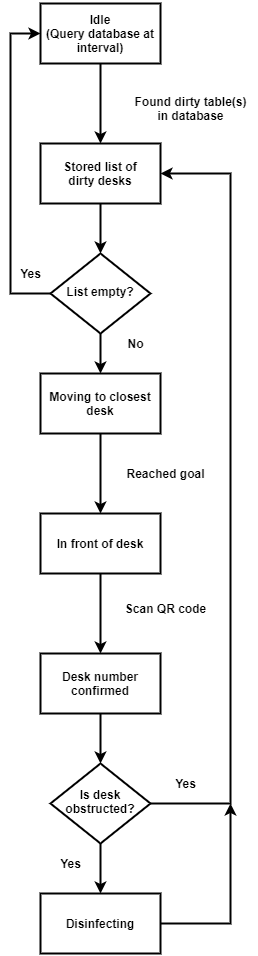 Idle
(Query database at
interval)
Found dirty table(s)
in database
Stored list of
dirty desks
Yes
List empty?
No
Moving to closest
desk
Reached goal
In front of desk
Scan QR code
Desk number
confirmed
Is desk
obstructed?
Yes
Yes
Disinfecting